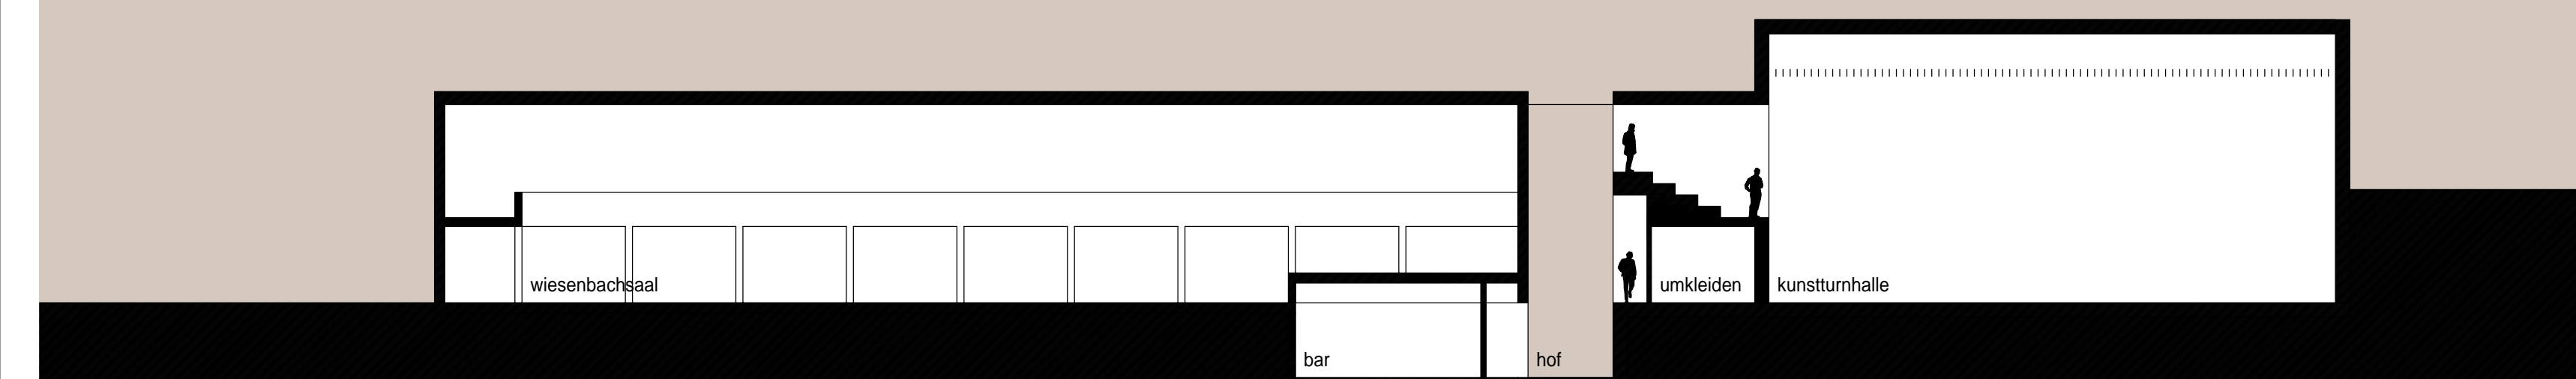 wiesenbachsaal
umkleiden
kunstturnhalle
bar
hof